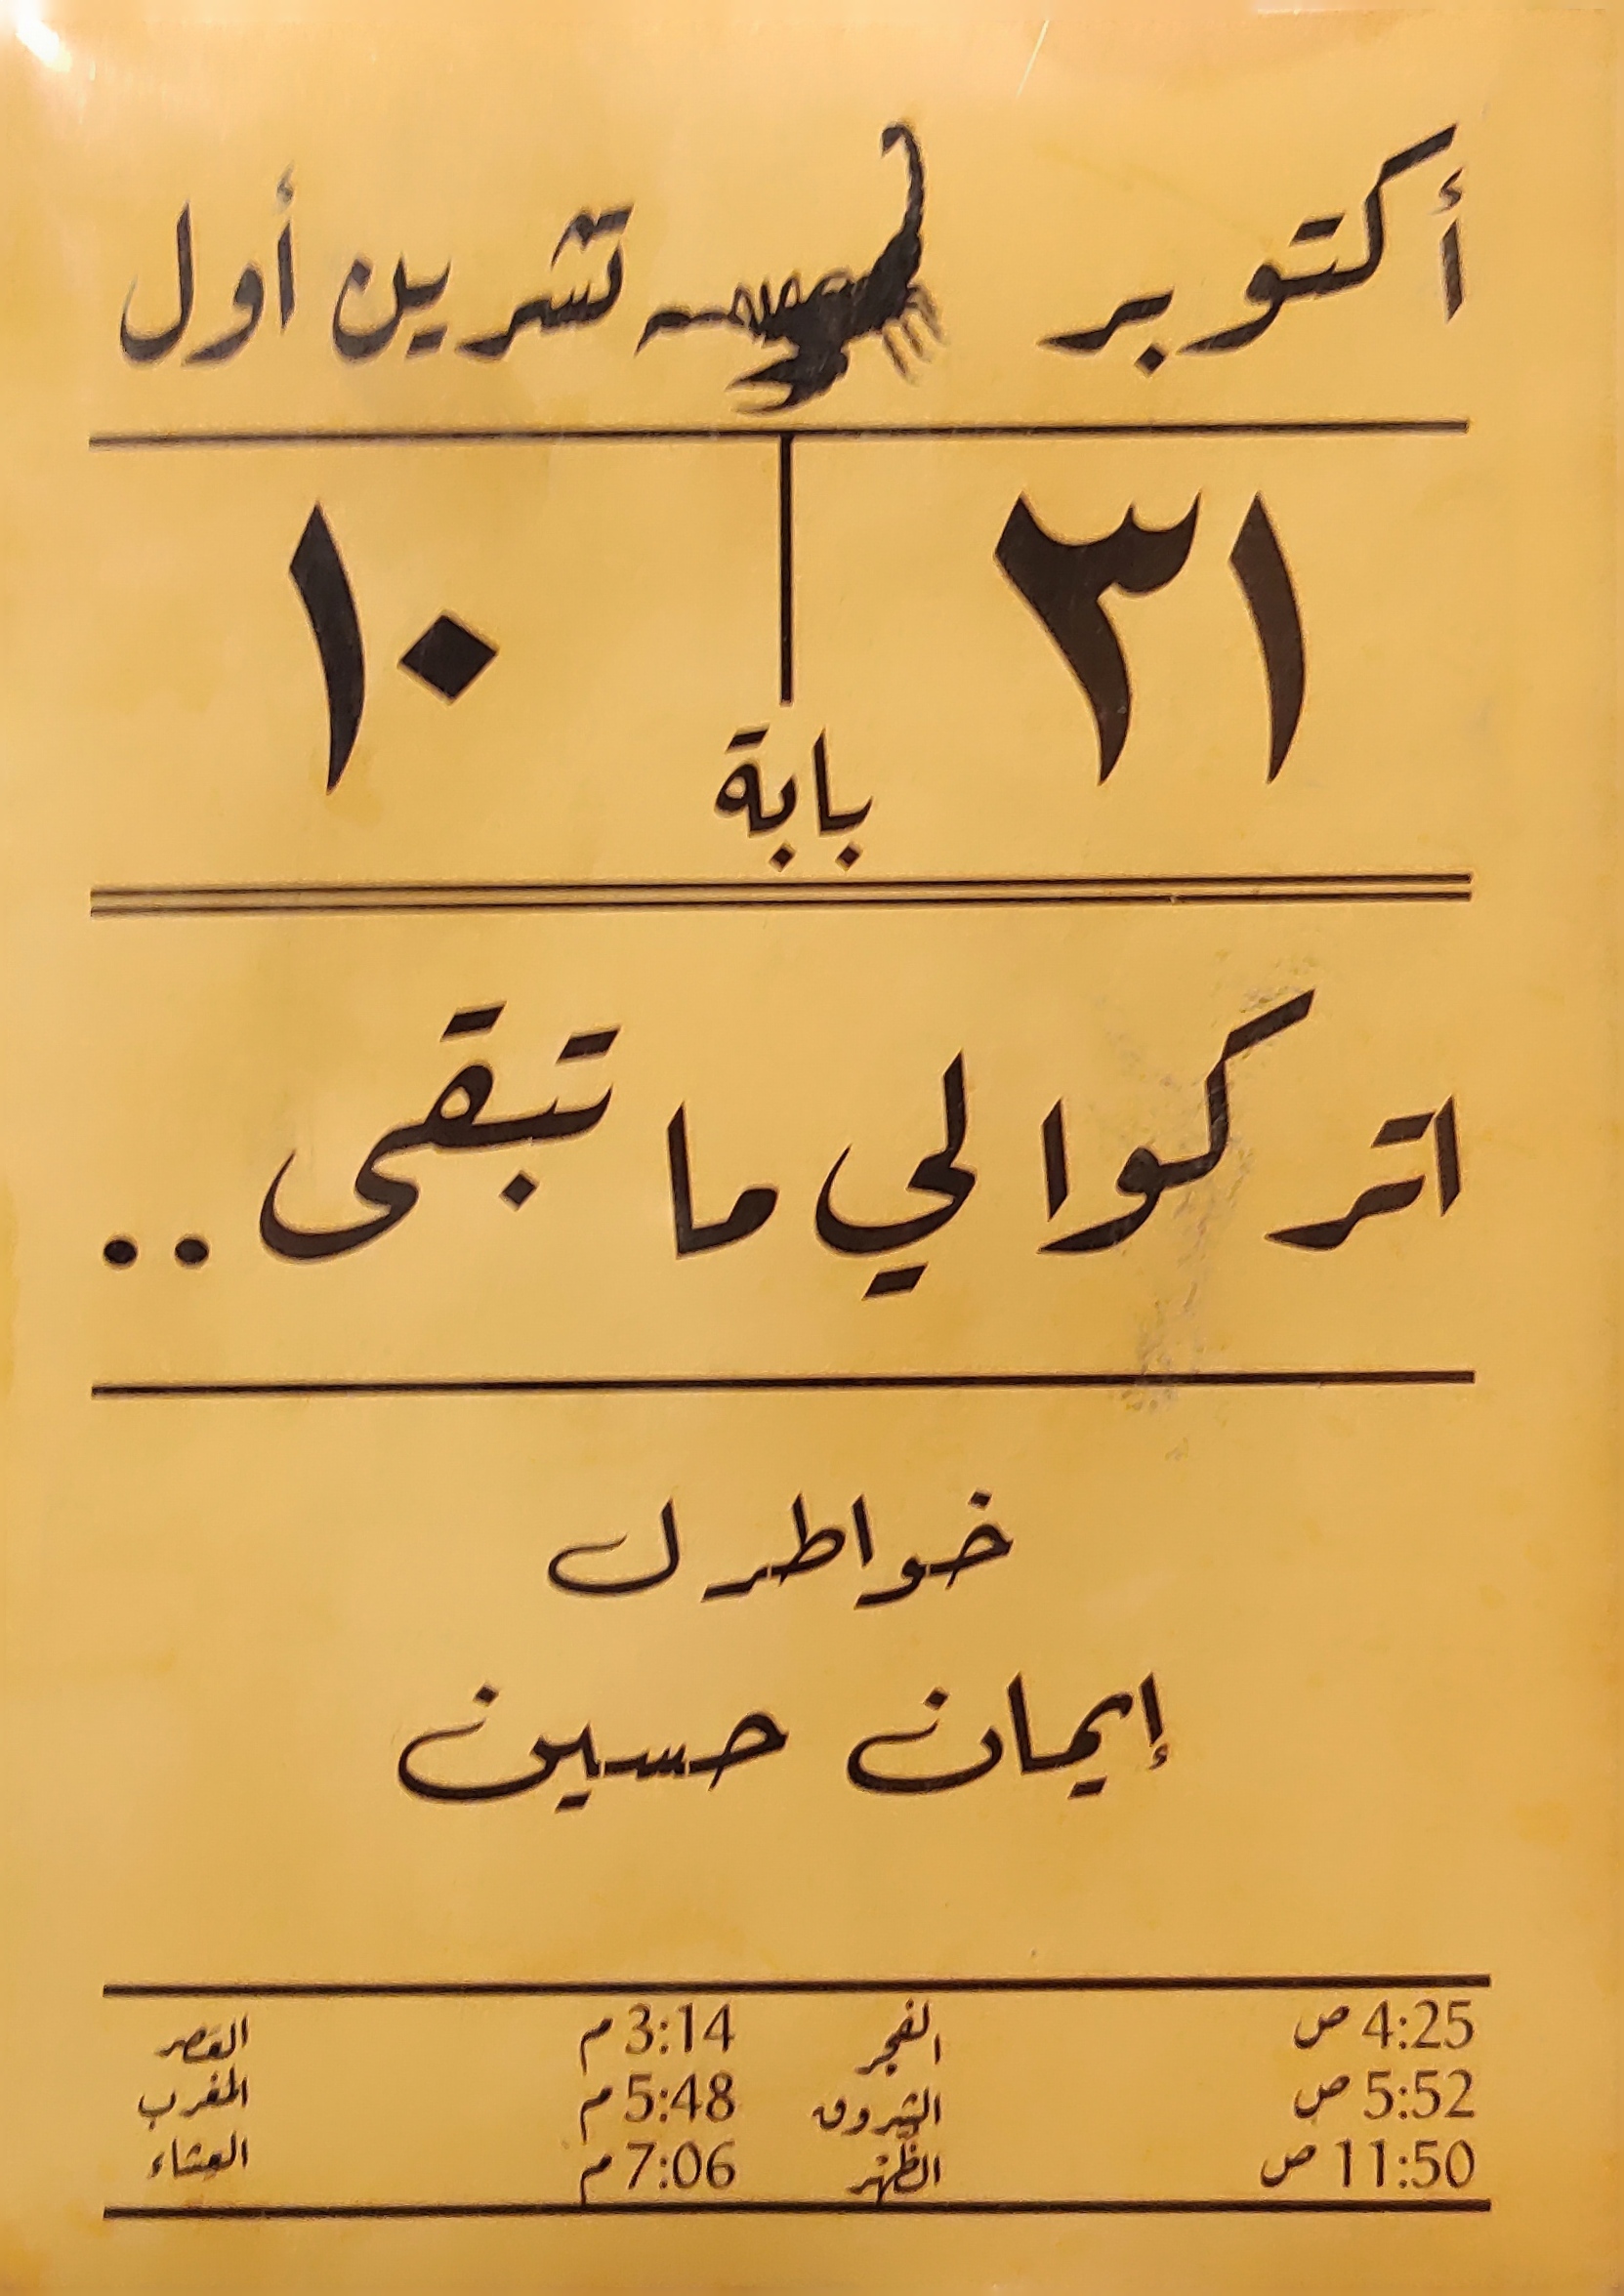 أكتوبر تشرين أول
٣١ ١٠
بابة
اتركوا لي ما تبقى..
خواطر ل
إيمان حسين
4:25 ص الفجر 3:14 م العصر
5:52 ص الشروق 5:48 م المغرب
11:50 ص الظهر 7:06 م العشاء